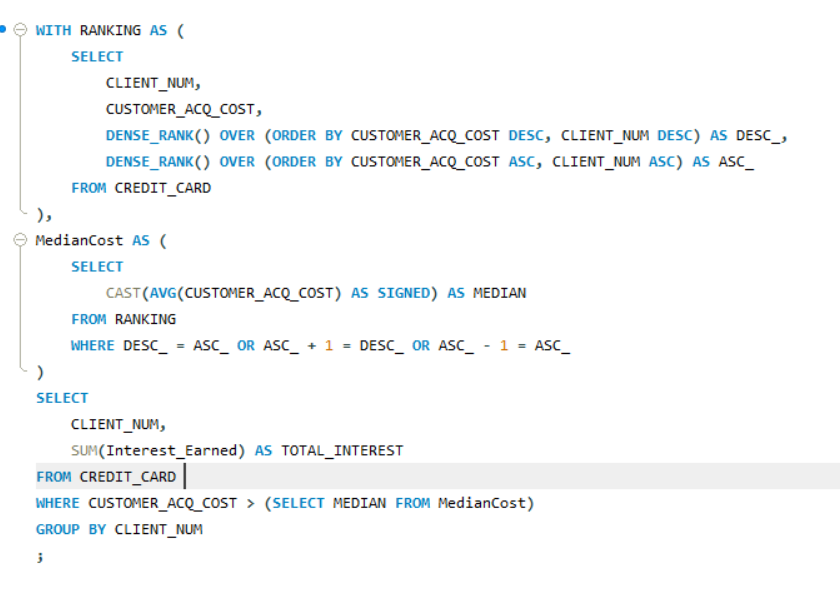 WITH RANKING AS (
SELECT
CLIENT_NUM,
CUSTOMER_ACQ_COST,
DENSE_RANK() OVER (ORDER BY CUSTOMER_ACQ_COST DESC, CLIENT_NUM DESC) AS DESC_,
DENSE_RANK() OVER (ORDER BY CUSTOMER_ACQ_COST ASC, CLIENT_NUM ASC) AS ASC_
FROM CREDIT_CARD
),
MedianCost AS (
SELECT
CAST(AVG(CUSTOMER_ACQ_COST) AS SIGNED) AS MEDIAN
FROM RANKING
WHERE DESC_ = ASC_ OR ASC_ + 1 = DESC_ OR ASC_ - 1 = ASC_
)
SELECT
CLIENT_NUM,
SUM(Interest_Earned) AS TOTAL_INTEREST
FROM CREDIT_CARD
WHERE CUSTOMER_ACQ_COST > (SELECT MEDIAN FROM MedianCost)
GROUP BY CLIENT_NUM
;